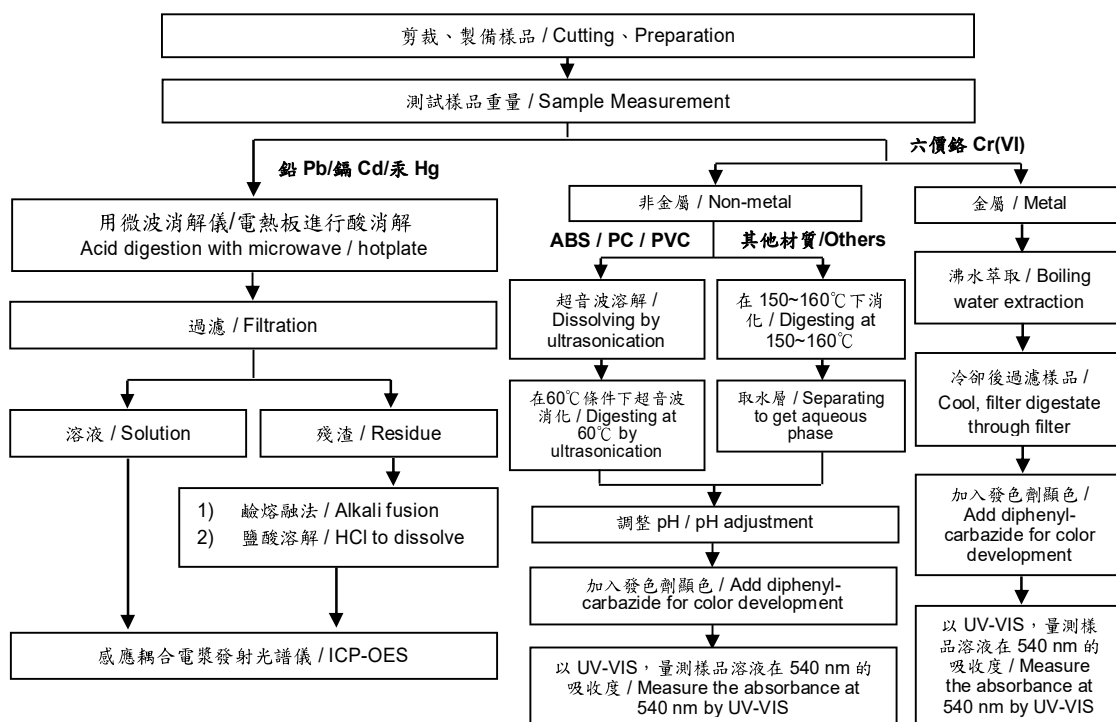 剪裁、製備樣品 / Cutting、Preparation
測試樣品重量 / Sample Measurement
鉛 Pb/鎘 Cd/汞 Hg
六價鉻 Cr(VI)
用微波消解儀/電熱板進行酸消解
Acid digestion with microwave / hotplate
過濾 / Filtration
溶液 / Solution
殘渣 / Residue
1) 鹼熔融法 / Alkali fusion
2) 鹽酸溶解 / HCl to dissolve
感應耦合電漿發射光譜儀 / ICP-OES
非金屬 / Non-metal
ABS / PC / PVC
其他材質/Others
超音波溶解 /
Dissolving by
ultrasonication
在60℃條件下超音波
消化 / Digesting at
60℃ by
ultrasonication
在 150~160℃下消
化 / Digesting at
150~160℃
取水層 / Separating
to get aqueous
phase
調整 pH / pH adjustment
加入發色劑顯色 / Add diphenyl-
carbazide for color development
以 UV-VIS，量測樣品溶液在 540 nm 的
吸收度 / Measure the absorbance at
540 nm by UV-VIS
金屬 / Metal
沸水萃取 / Boiling
water extraction
冷卻後過濾樣品 /
Cool, filter digestate
through filter
加入發色劑顯色 /
Add diphenyl-
carbazide for color
development
以 UV-VIS，量測樣
品溶液在 540 nm 的
吸收度 / Measure
the absorbance at
540 nm by UV-VIS